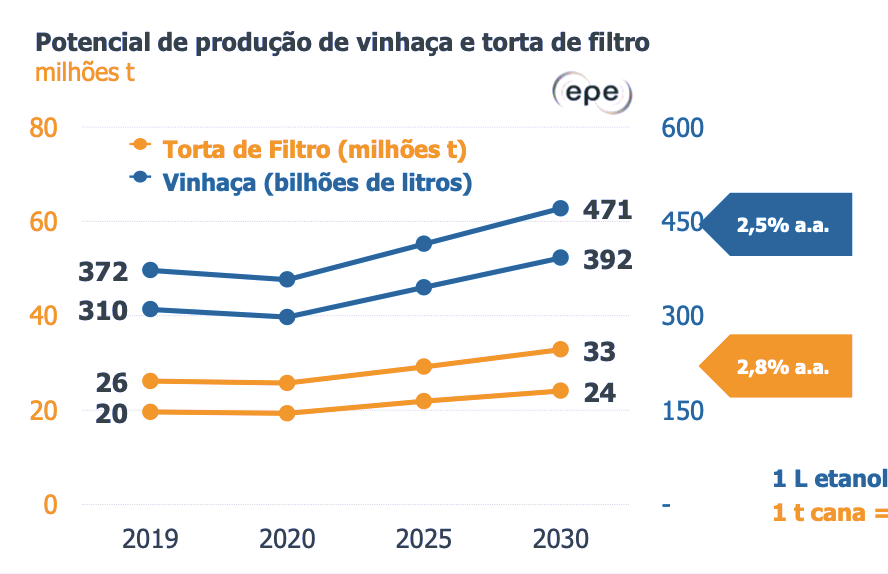 Potencial de produção de vinhaça e torta de filtro
milhões t
epe
80
600
Torta de Filtro (milhões t)
Vinhaça (bilhões de litros)
60
471
450
2,5% a.a.
372
392
310
40
300
33
2,8% a.a.
26
24
20
20
150
0
-
1 L etanol
1 t cana =
2019 2020 2025 2030